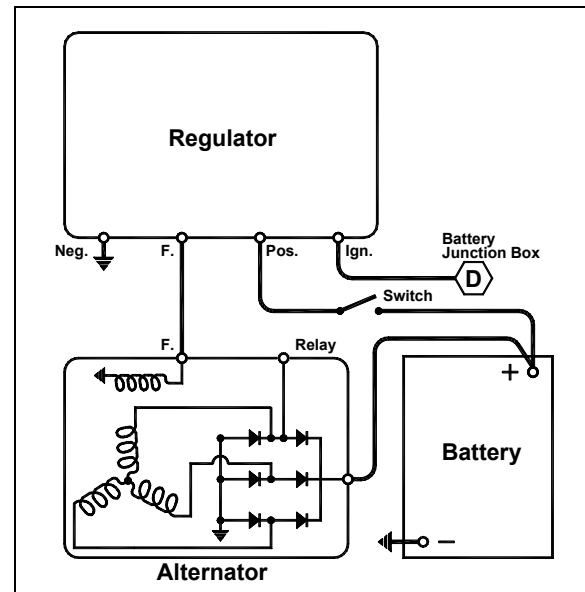 Regulator
Neg.
F.
Pos.
Ign.
Battery
Junction Box
D
Switch
F.
Relay
+
Battery
−
Alternator